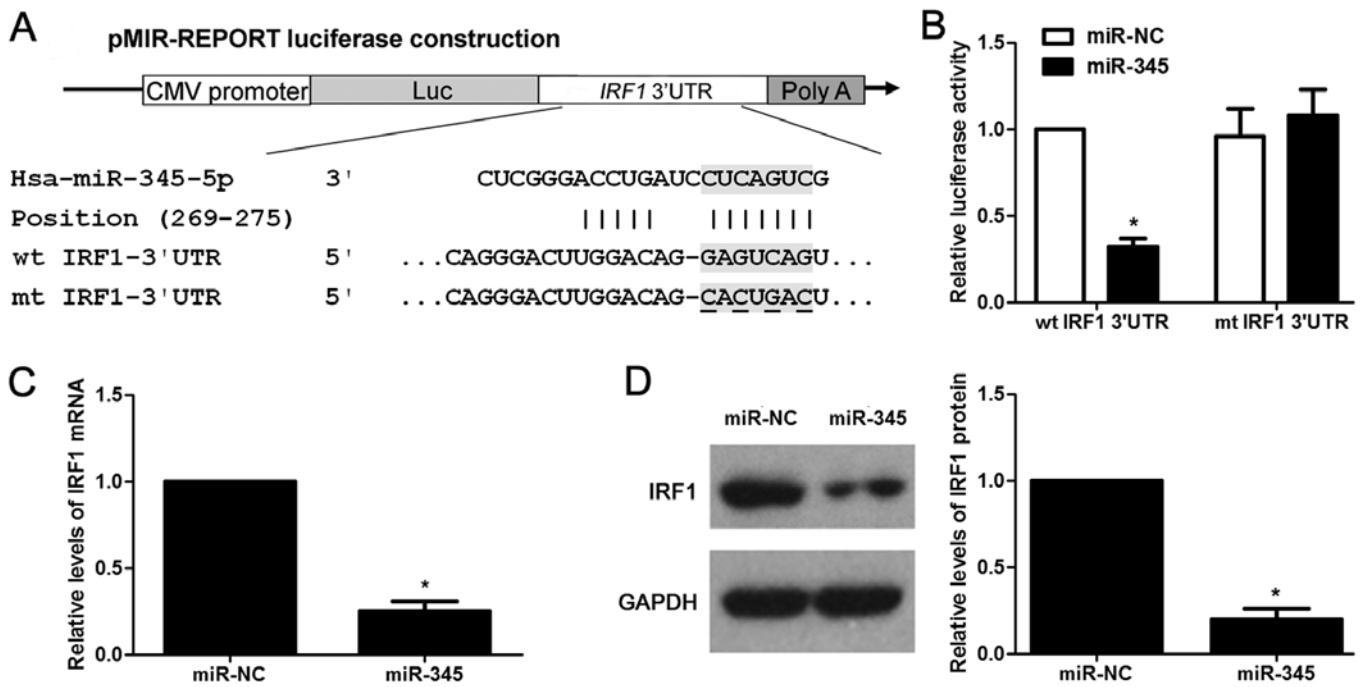 A
pMIR-REPORT luciferase construction
CMV promoter Luc IRF1 3'UTR Poly A
Hsa-miR-345-5p 3' CUCGGGACCUGAUCCUCAGUCG
Position (269-275) ||||| |||||||
wt IRF1-3'UTR 5' ...CAGGGACUUGGACAG-GAGUCAGU...
mt IRF1-3'UTR 5' ...CAGGGACUUGGACAG-CACUGACU...
B
miR-NC
miR-345
Relative luciferase activity
1.5
1.0
0.5
0.0
*
wt IRF1 3'UTR mt IRF1 3'UTR
C
Relative levels of IRF1 mRNA
1.5
1.0
0.5
0.0
*
miR-NC miR-345
D
miR-NC miR-345
IRF1
GAPDH
Relative levels of IRF1 protein
1.5
1.0
0.5
0.0
*
miR-NC miR-345